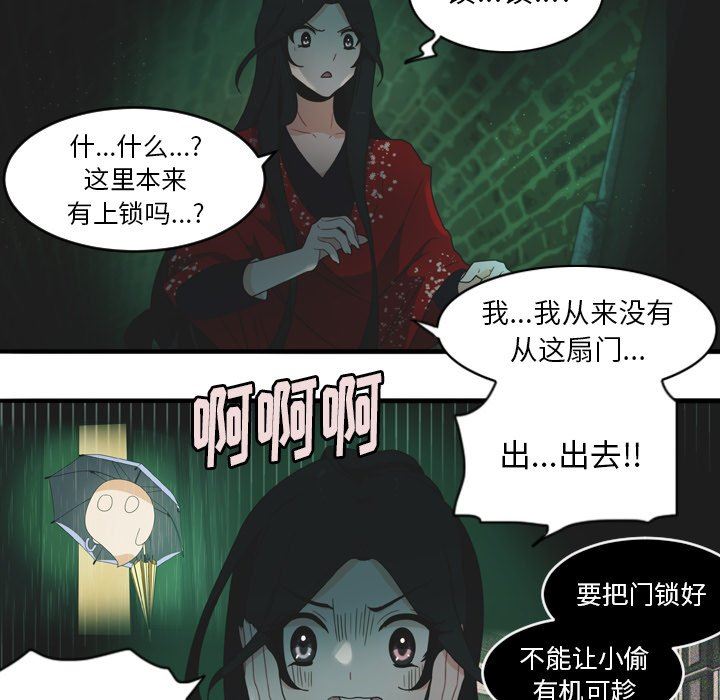 什...什么...?
这里本来
有上锁吗...?
我...我从来没有
从这扇门...
啊啊啊
出...出去!!
要把门锁好
不能让小偷
有机可趁